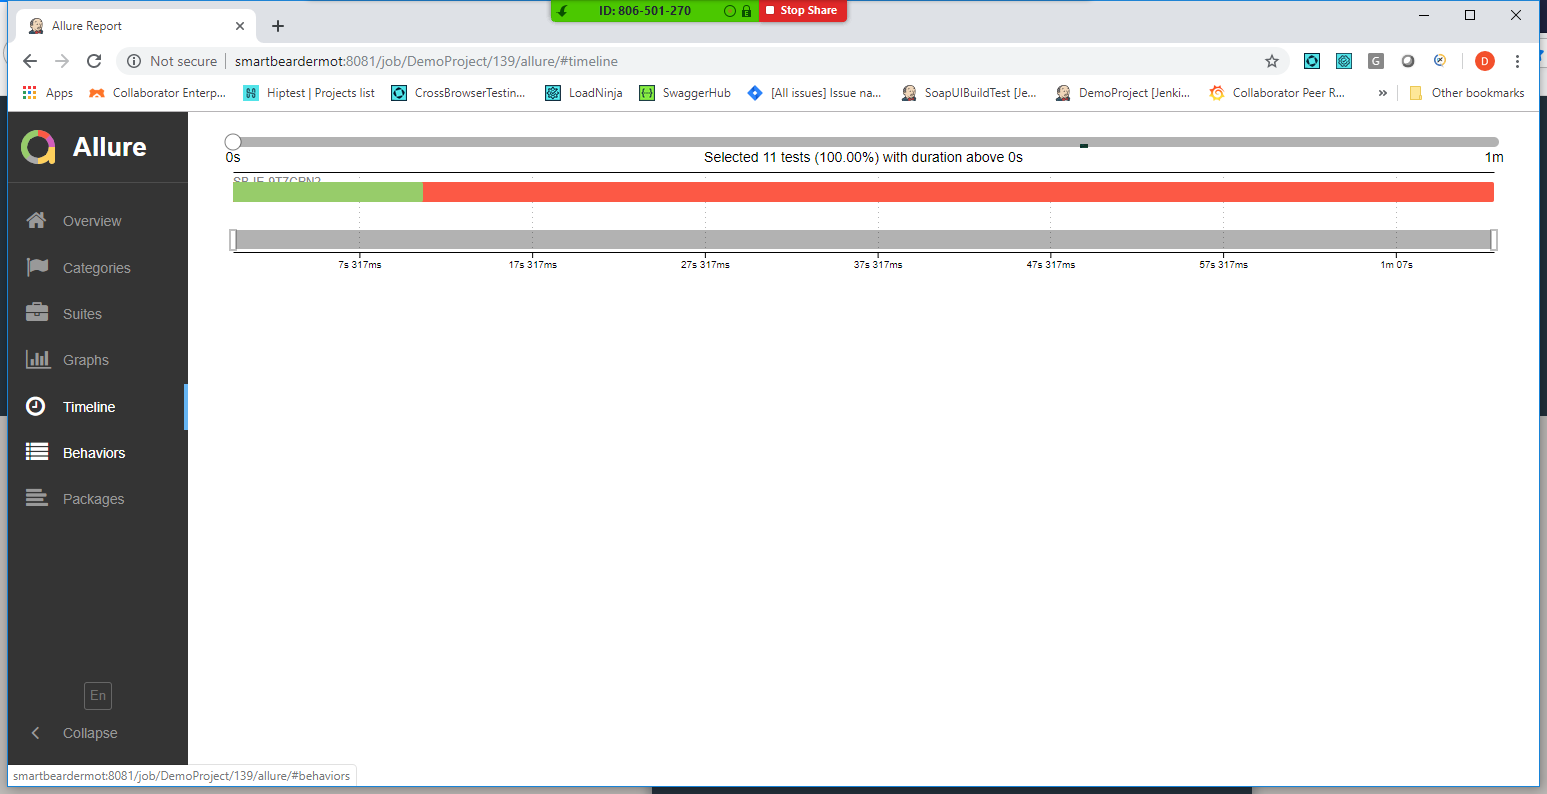 Allure Report
ID: 806-501-270
Stop Share
Not secure
smartbeardermot:8081/job/DemoProject/139/allure/#timeline
G
D
Apps
Collaborator Enterp...
Hiptest | Projects list
CrossBrowserTestin...
LoadNinja
SwaggerHub
[All issues] Issue na...
SoapUIBuildTest [Je...
DemoProject [Jenki...
Collaborator Peer R...
»
Other bookmarks
Allure
0s
Selected 11 tests (100.00%) with duration above 0s
1m
7s 317ms
17s 317ms
27s 317ms
37s 317ms
47s 317ms
57s 317ms
1m 07s
Overview
Categories
Suites
Graphs
Timeline
Behaviors
Packages
En
Collapse
smartbeardermot:8081/job/DemoProject/139/allure/#behaviors